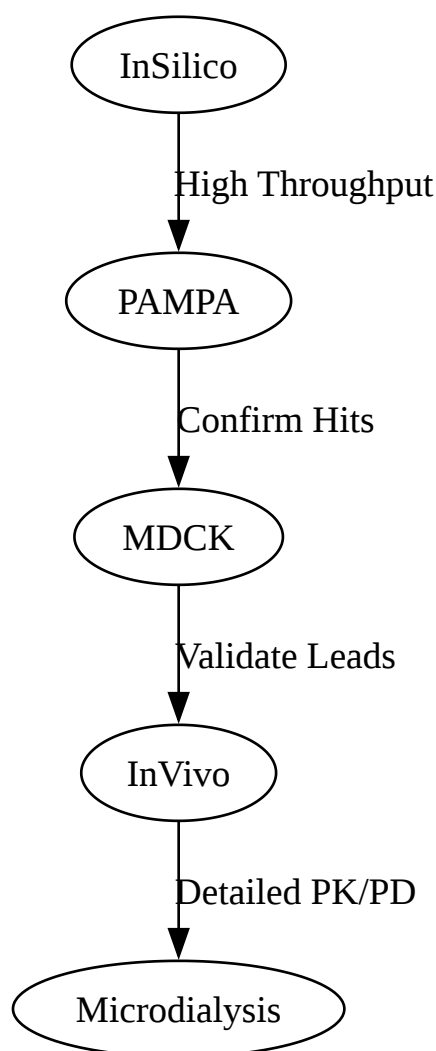 InSilico
High Throughput
PAMPA
Confirm Hits
MDCK
Validate Leads
InVivo
Detailed PK/PD
Microdialysis